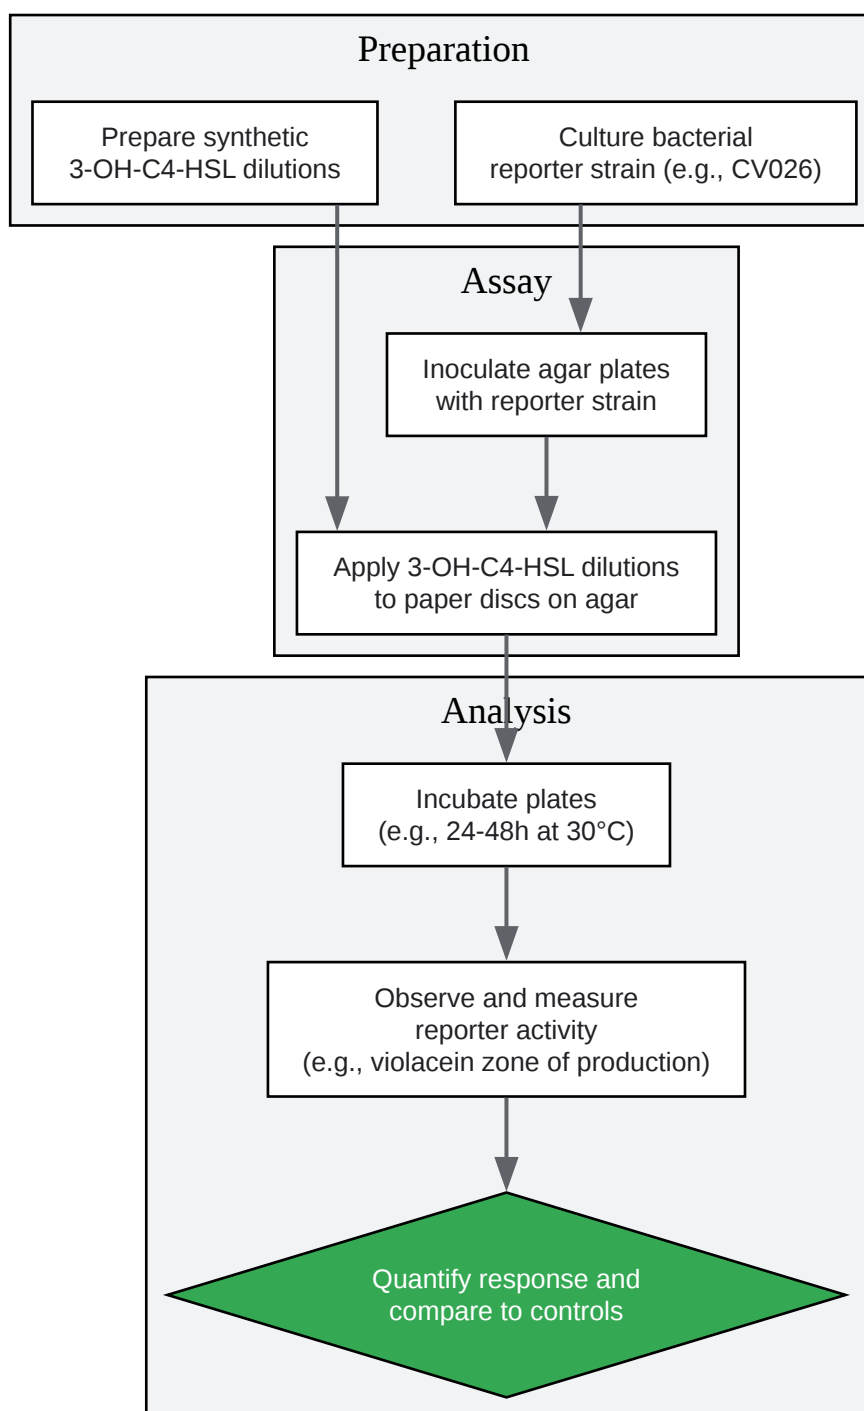 Preparation
Prepare synthetic
3-OH-C4-HSL dilutions
Culture bacterial
reporter strain (e.g., CV026)
Assay
Inoculate agar plates
with reporter strain
Apply 3-OH-C4-HSL dilutions
to paper discs on agar
Analysis
Incubate plates
(e.g., 24-48h at 30°C)
Observe and measure
reporter activity
(e.g., violacein zone of production)
Quantify response and
compare to controls